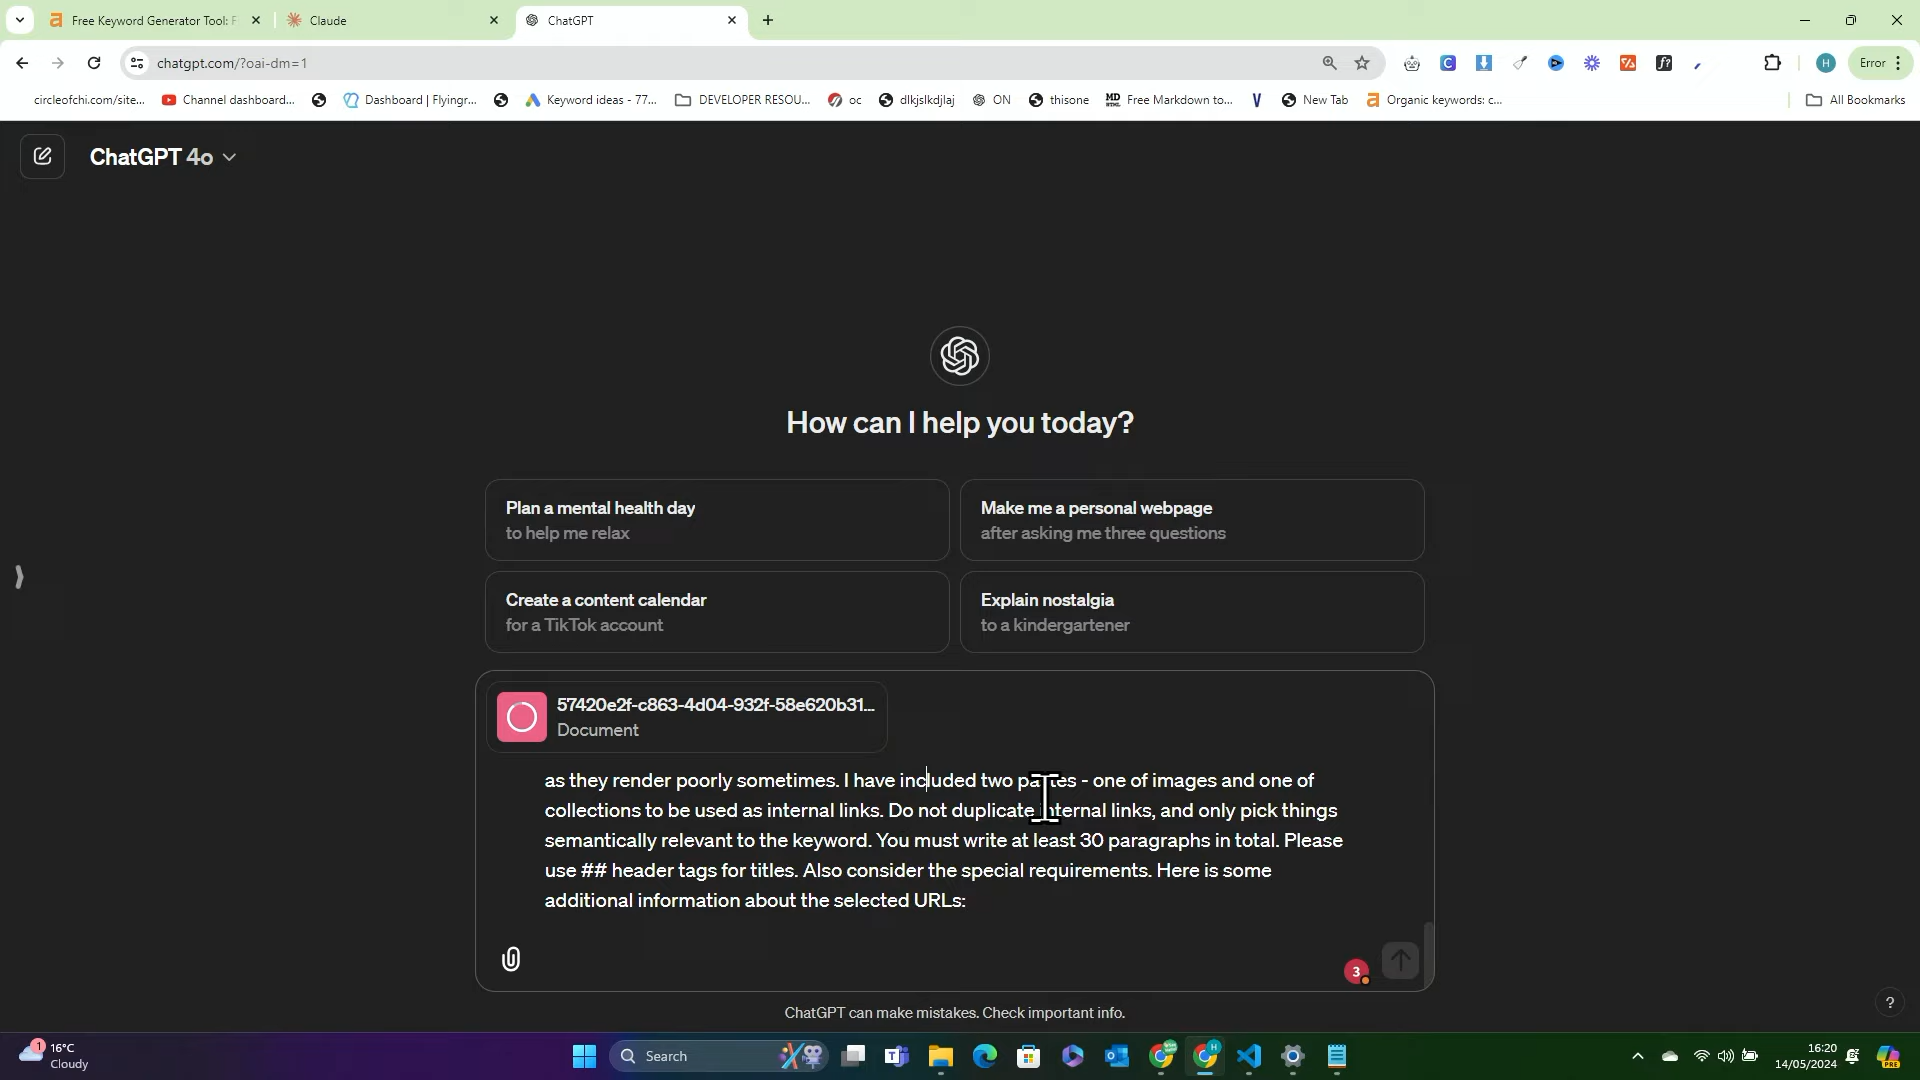 Free Keyword Generator Tool: F
Claude
ChatGPT
chatgpt.com/?oai-dm=1
Error
circleofchi.com/site...
Channel dashboard...
Dashboard | Flyingr...
Keyword ideas - 77...
DEVELOPER RESOU...
oc
dlkjslkdjlaj
ON
thisone
Free Markdown to...
New Tab
Organic keywords: c...
All Bookmarks
ChatGPT 4o
How can I help you today?
Plan a mental health day
to help me relax
Make me a personal webpage
after asking me three questions
Create a content calendar
for a TikTok account
Explain nostalgia
to a kindergartener
57420e2f-c863-4d04-932f-58e620b31...
Document
as they render poorly sometimes. I have included two - one of images and one of
collections to be used as internal links. Do not duplicate internal links, and only pick things
semantically relevant to the keyword. You must write at least 30 paragraphs in total. Please
use ## header tags for titles. Also consider the special requirements. Here is some
additional information about the selected URLs:
3
ChatGPT can make mistakes. Check important info.
?
1
16°C
Cloudy
Search
16:20
14/05/2024
PRE